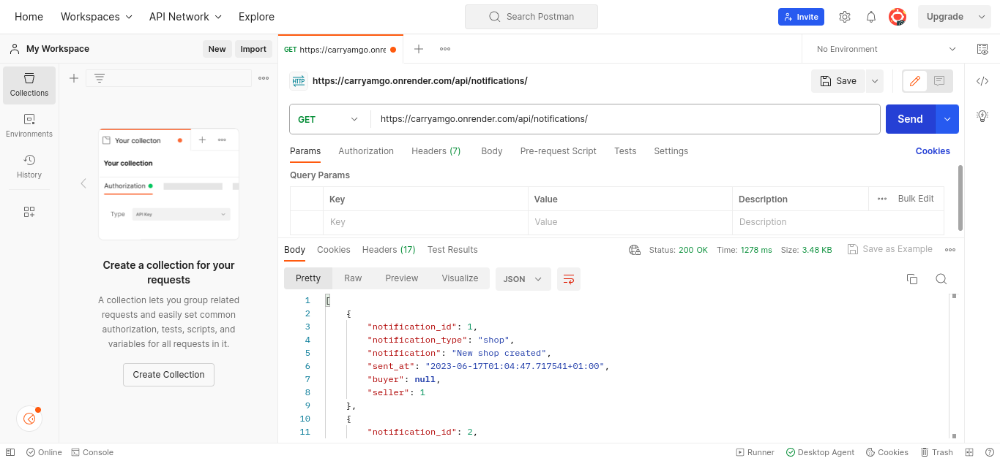 Home Workspaces API Network Explore Search Postman Invite Upgrade
My Workspace New Import GET https://carryamgo.onre No Environment
Collections
Environments
History
Your collecton
Your collection
Authorization
Type API Key
Create a collection for your
requests
A collection lets you group related
requests and easily set common
authorization, tests, scripts, and
variables for all requests in it.
Create Collection
HTTP https://carryamgo.onrender.com/api/notifications/ Save
GET https://carryamgo.onrender.com/api/notifications/ Send
Params Authorization Headers (7) Body Pre-request Script Tests Settings Cookies
Query Params
Key Value Description Bulk Edit
Key Value Description
Body Cookies Headers (17) Test Results Status: 200 OK Time: 1278 ms Size: 3.48 KB Save as Example
Pretty Raw Preview Visualize JSON
1 [
2 {
3 "notification_id": 1,
4 "notification_type": "shop",
5 "notification": "New shop created",
6 "sent_at": "2023-06-17T01:04:47.717541+01:00",
7 "buyer": null,
8 "seller": 1
9 },
10 {
11 "notification_id": 2,
Online Console Runner Desktop Agent Cookies Trash